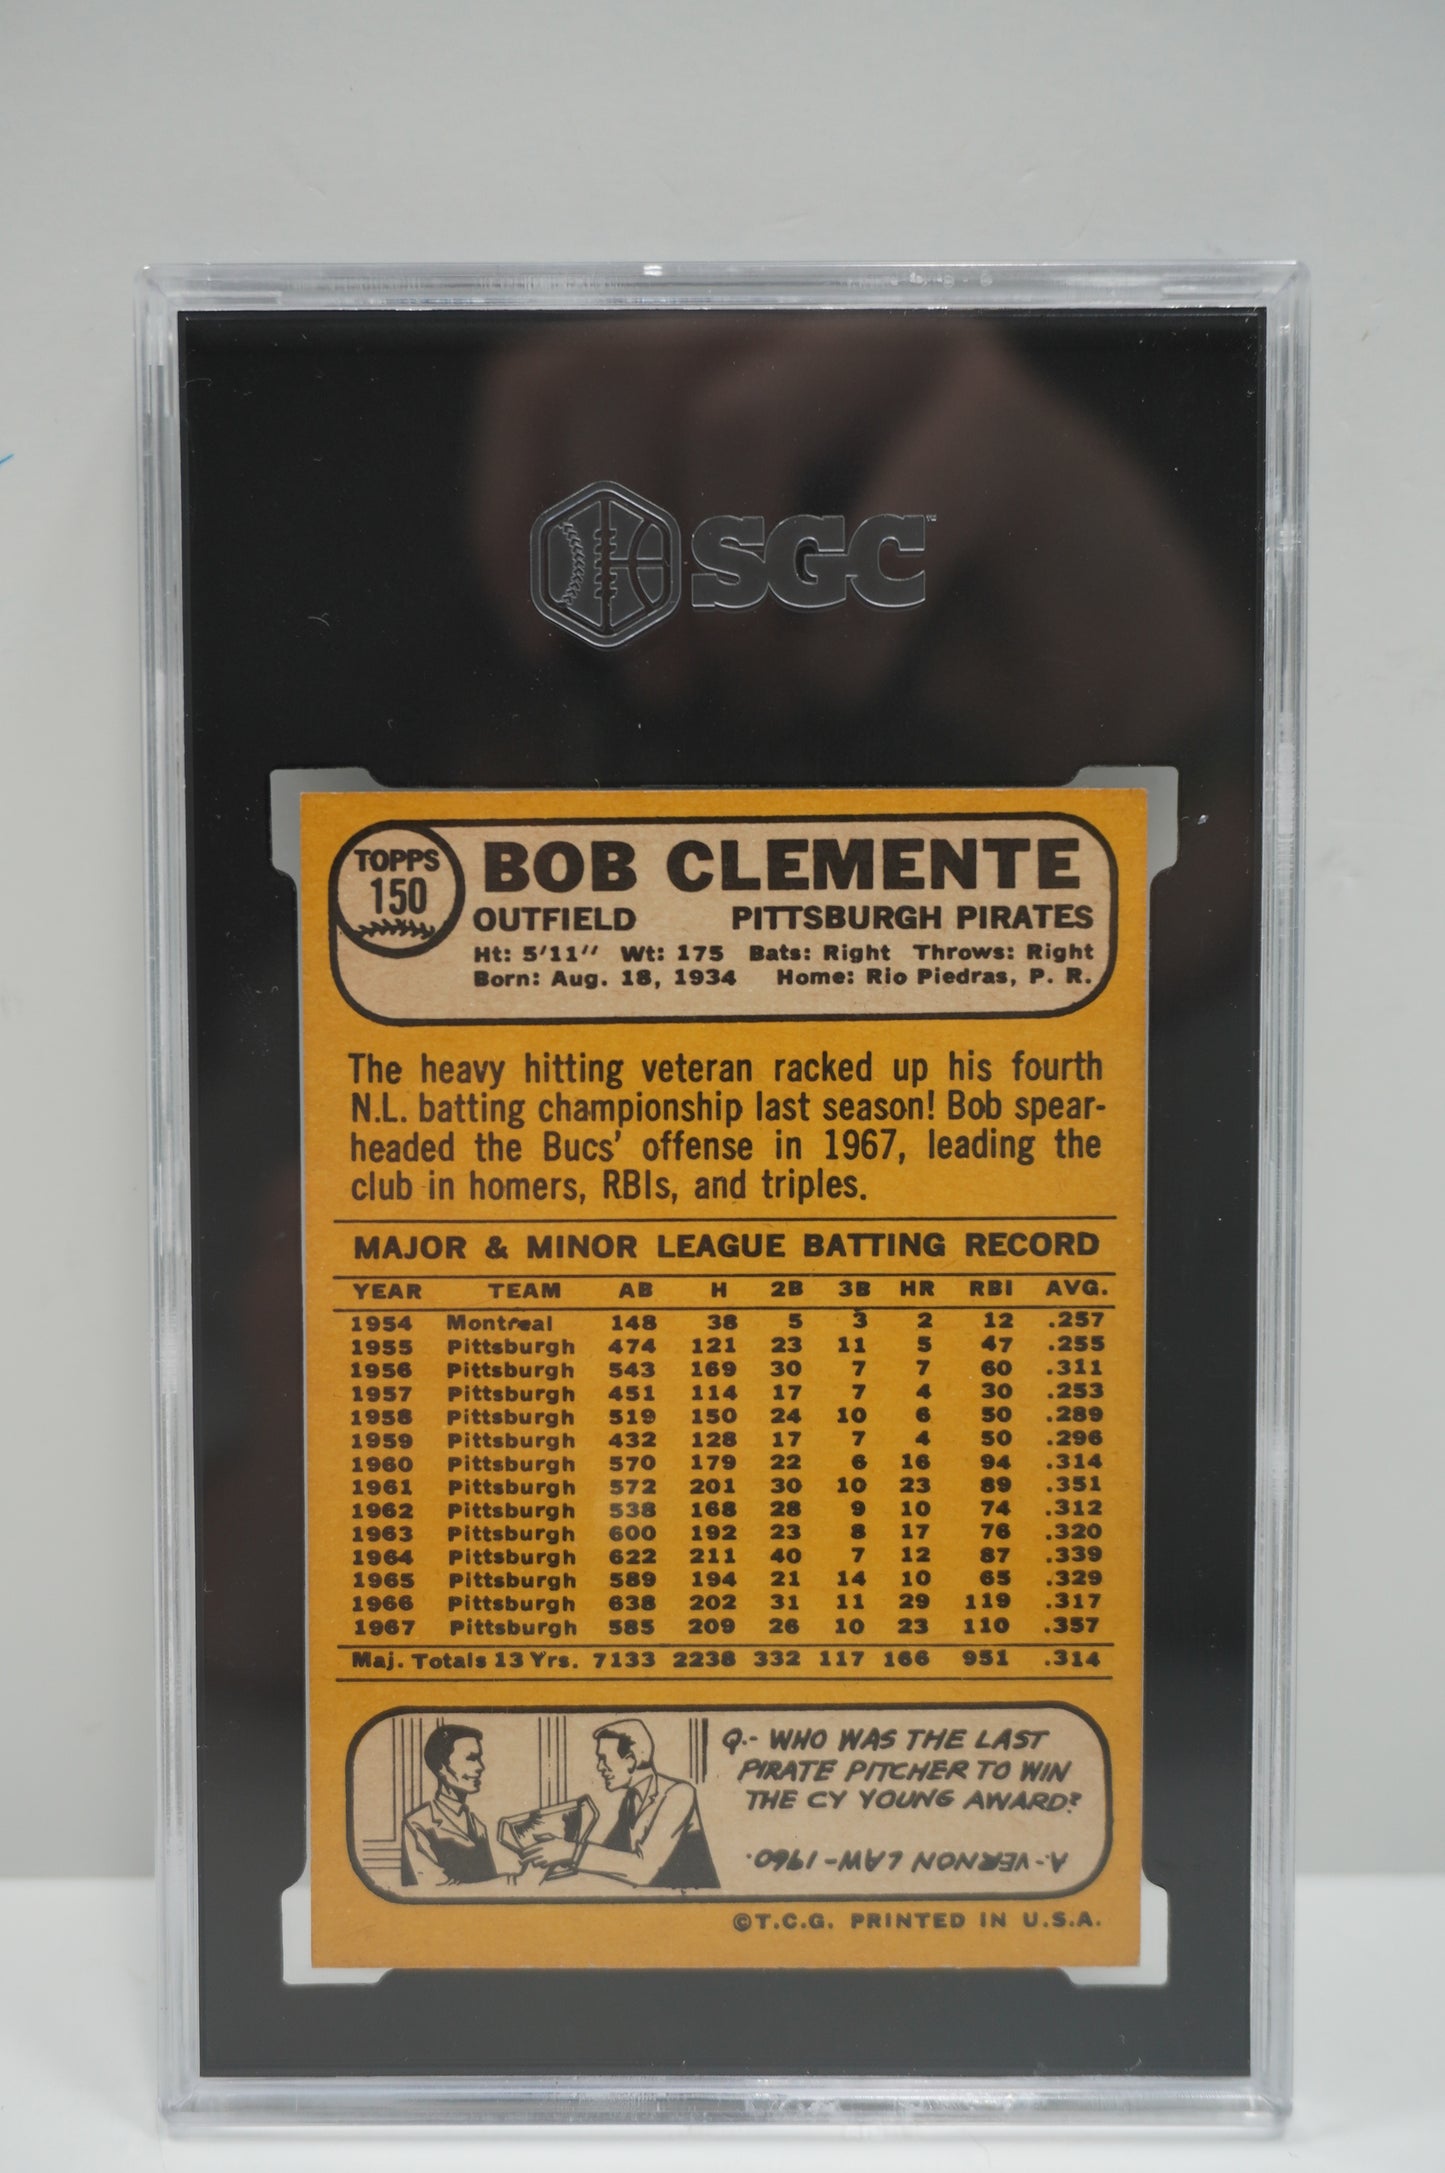 SGC™
TOPPS
150
BOB CLEMENTE
OUTFIELD PITTSBURGH PIRATES
Ht: 5'11" Wt: 175 Bats: Right Throws: Right
Born: Aug. 18, 1934 Home: Rio Piedras, P. R.
The heavy hitting veteran racked up his fourth
N.L. batting championship last season! Bob spear-
headed the Bucs' offense in 1967, leading the
club in homers, RBIs, and triples.
MAJOR & MINOR LEAGUE BATTING RECORD
YEAR TEAM AB H 2B 3B HR RBI AVG.
1954 Montreal 148 38 5 3 2 12 .257
1955 Pittsburgh 474 121 23 11 5 47 .255
1956 Pittsburgh 543 169 30 7 7 60 .311
1957 Pittsburgh 451 114 17 7 4 30 .253
1958 Pittsburgh 519 150 24 10 6 50 .289
1959 Pittsburgh 432 128 17 7 4 50 .296
1960 Pittsburgh 570 179 22 6 16 94 .314
1961 Pittsburgh 572 201 30 10 23 89 .351
1962 Pittsburgh 538 168 28 9 10 74 .312
1963 Pittsburgh 600 192 23 8 17 76 .320
1964 Pittsburgh 622 211 40 7 12 87 .339
1965 Pittsburgh 589 194 21 14 10 65 .329
1966 Pittsburgh 638 202 31 11 29 119 .317
1967 Pittsburgh 585 209 26 10 23 110 .357
Maj. Totals 13 Yrs. 7133 2238 332 117 166 951 .314
Q.- WHO WAS THE LAST
PIRATE PITCHER TO WIN
THE CY YOUNG AWARD?
A.- VERNON LAW - 1960.
©T.C.G. PRINTED IN U.S.A.